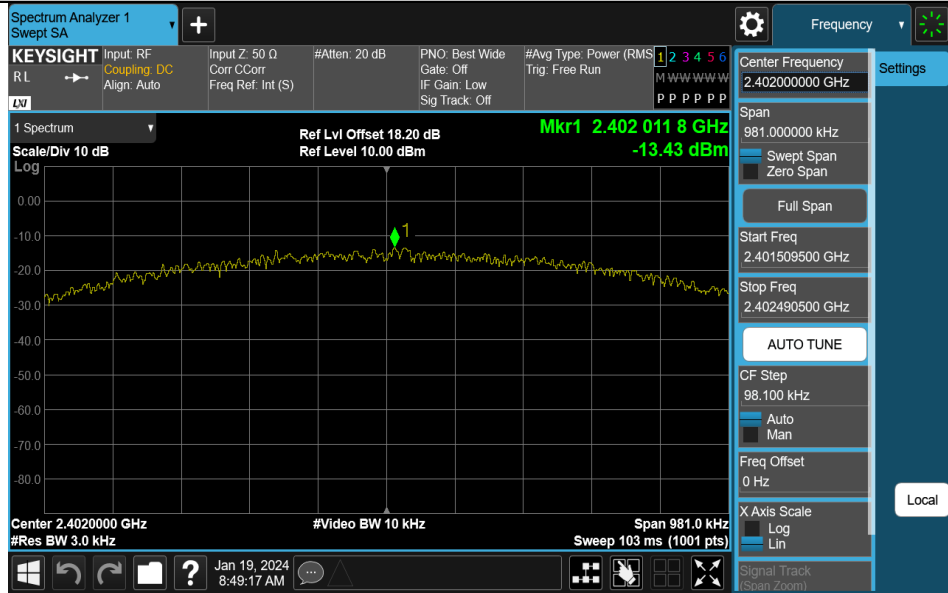 Spectrum Analyzer 1
Swept SA
+
Frequency
KEYSIGHT
R L
LXI
Input: RF
Coupling: DC
Align: Auto
Input Z: 50 Ω
Corr CCorr
Freq Ref: Int (S)
#Atten: 20 dB
PNO: Best Wide
Gate: Off
IF Gain: Low
Sig Track: Off
#Avg Type: Power (RMS
Trig: Free Run
1 2 3 4 5 6
M W W W W W
P P P P P P
1 Spectrum
Scale/Div 10 dB
Log
Ref Lvl Offset 18.20 dB
Ref Level 10.00 dBm
Mkr1 2.402 011 8 GHz
-13.43 dBm
0.00
-10.0
-20.0
-30.0
-40.0
-50.0
-60.0
-70.0
-80.0
1
Center 2.4020000 GHz
#Res BW 3.0 kHz
#Video BW 10 kHz
Span 981.0 kHz
Sweep 103 ms (1001 pts)
Center Frequency
2.402000000 GHz
Span
981.000000 kHz
Swept Span
Zero Span
Full Span
Start Freq
2.401509500 GHz
Stop Freq
2.402490500 GHz
AUTO TUNE
CF Step
98.100 kHz
Auto
Man
Freq Offset
0 Hz
X Axis Scale
Log
Lin
Signal Track
(Span Zoom)
Settings
Local
?
Jan 19, 2024
8:49:17 AM